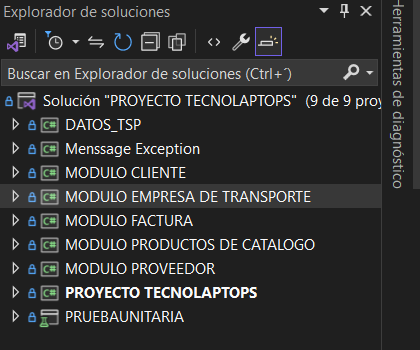 Explorador de soluciones
Buscar en Explorador de soluciones (Ctrl+´)
Solución "PROYECTO TECNOLAPTOPS" (9 de 9 proy
DATOS_TSP
Menssage Exception
MODULO CLIENTE
MODULO EMPRESA DE TRANSPORTE
MODULO FACTURA
MODULO PRODUCTOS DE CATALOGO
MODULO PROVEEDOR
PROYECTO TECNOLAPTOPS
PRUEBAUNITARIA
Herramientas de diagnóstico